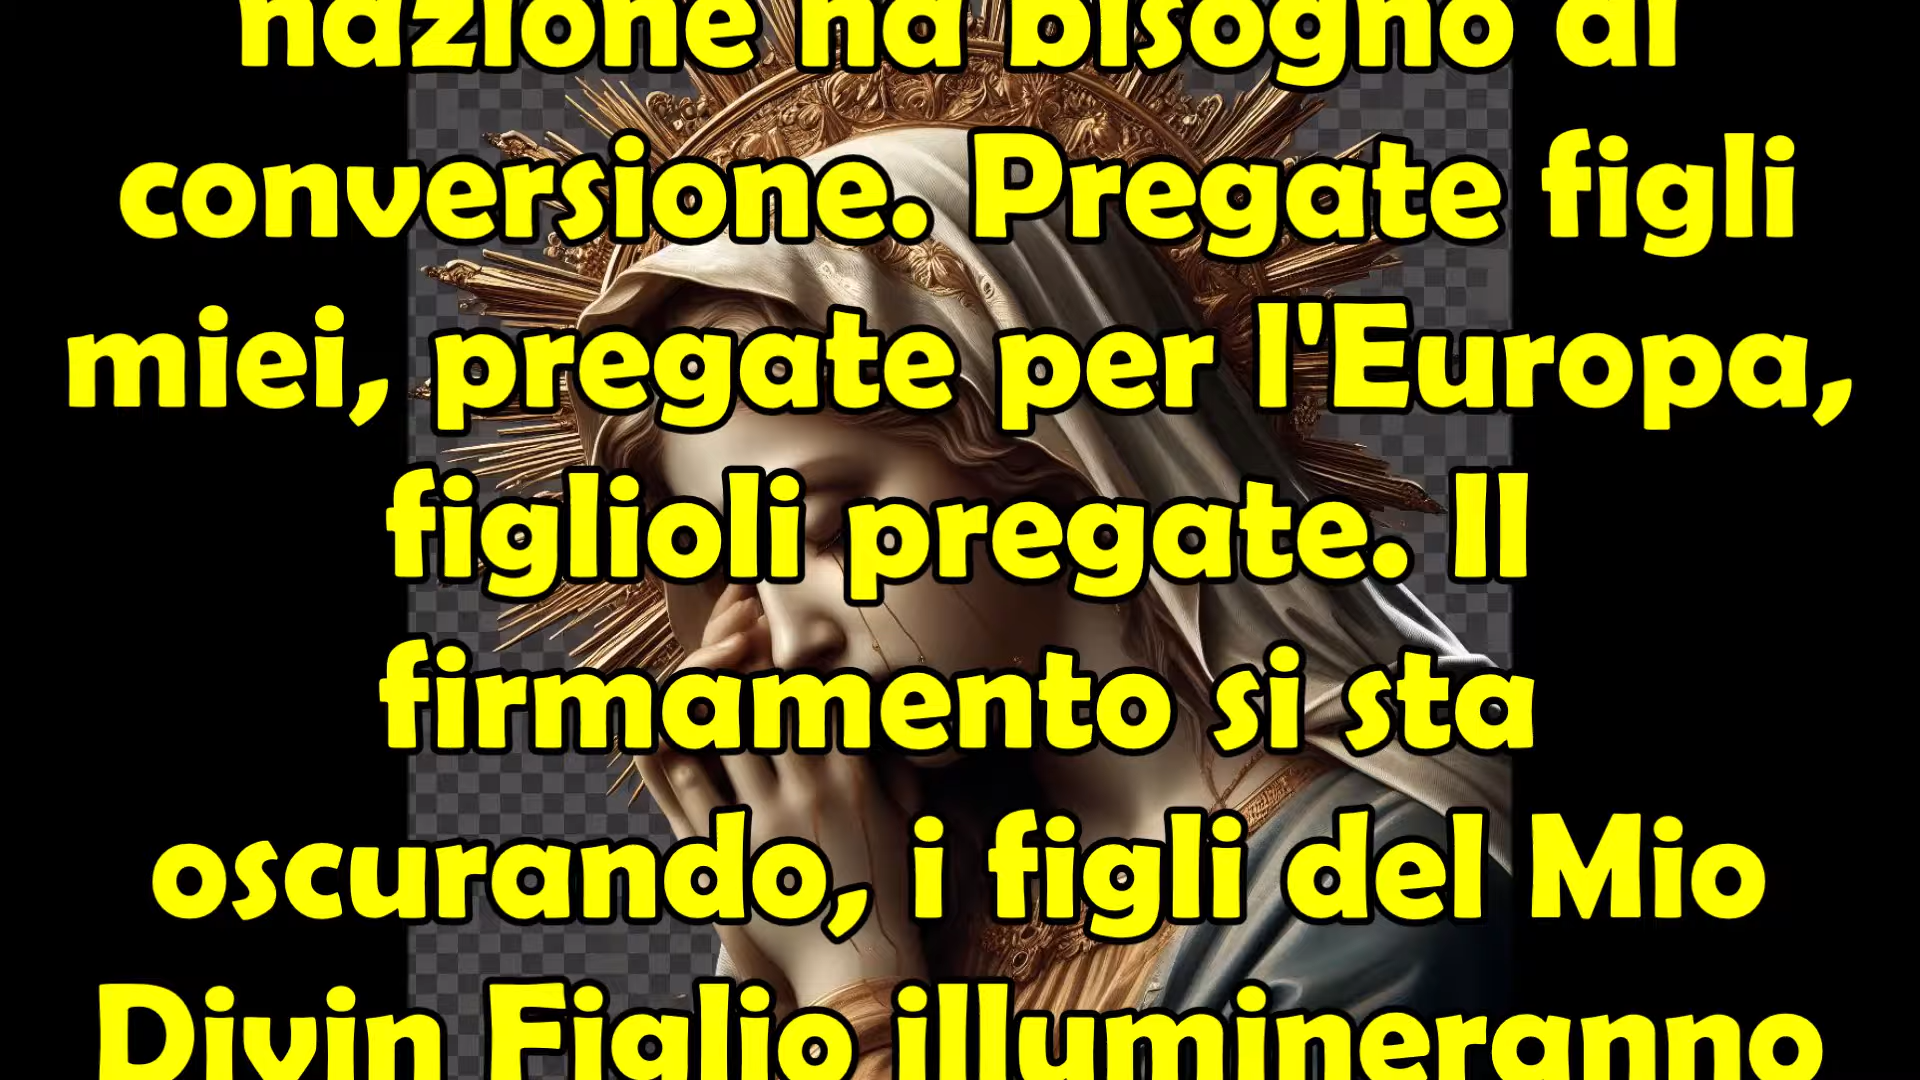 nazione ha bisogno di
conversione. Pregate figli
miei, pregate per l'Europa,
figlioli pregate. Il
firmamento si sta
oscurando, i figli del Mio
Divin Figlio illumineranno